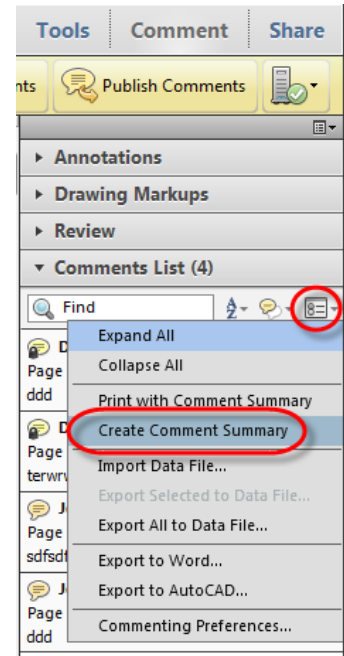 Tools Comment Share
nts Publish Comments
Annotations
Drawing Markups
Review
Comments List (4)
Find
Expand All
Collapse All
Page
ddd
Print with Comment Summary
Create Comment Summary
Page
Import Data File...
Export Selected to Data File...
Export All to Data File...
Page
sdfsdf
Export to Word...
Export to AutoCAD...
Page
Commenting Preferences...
ddd